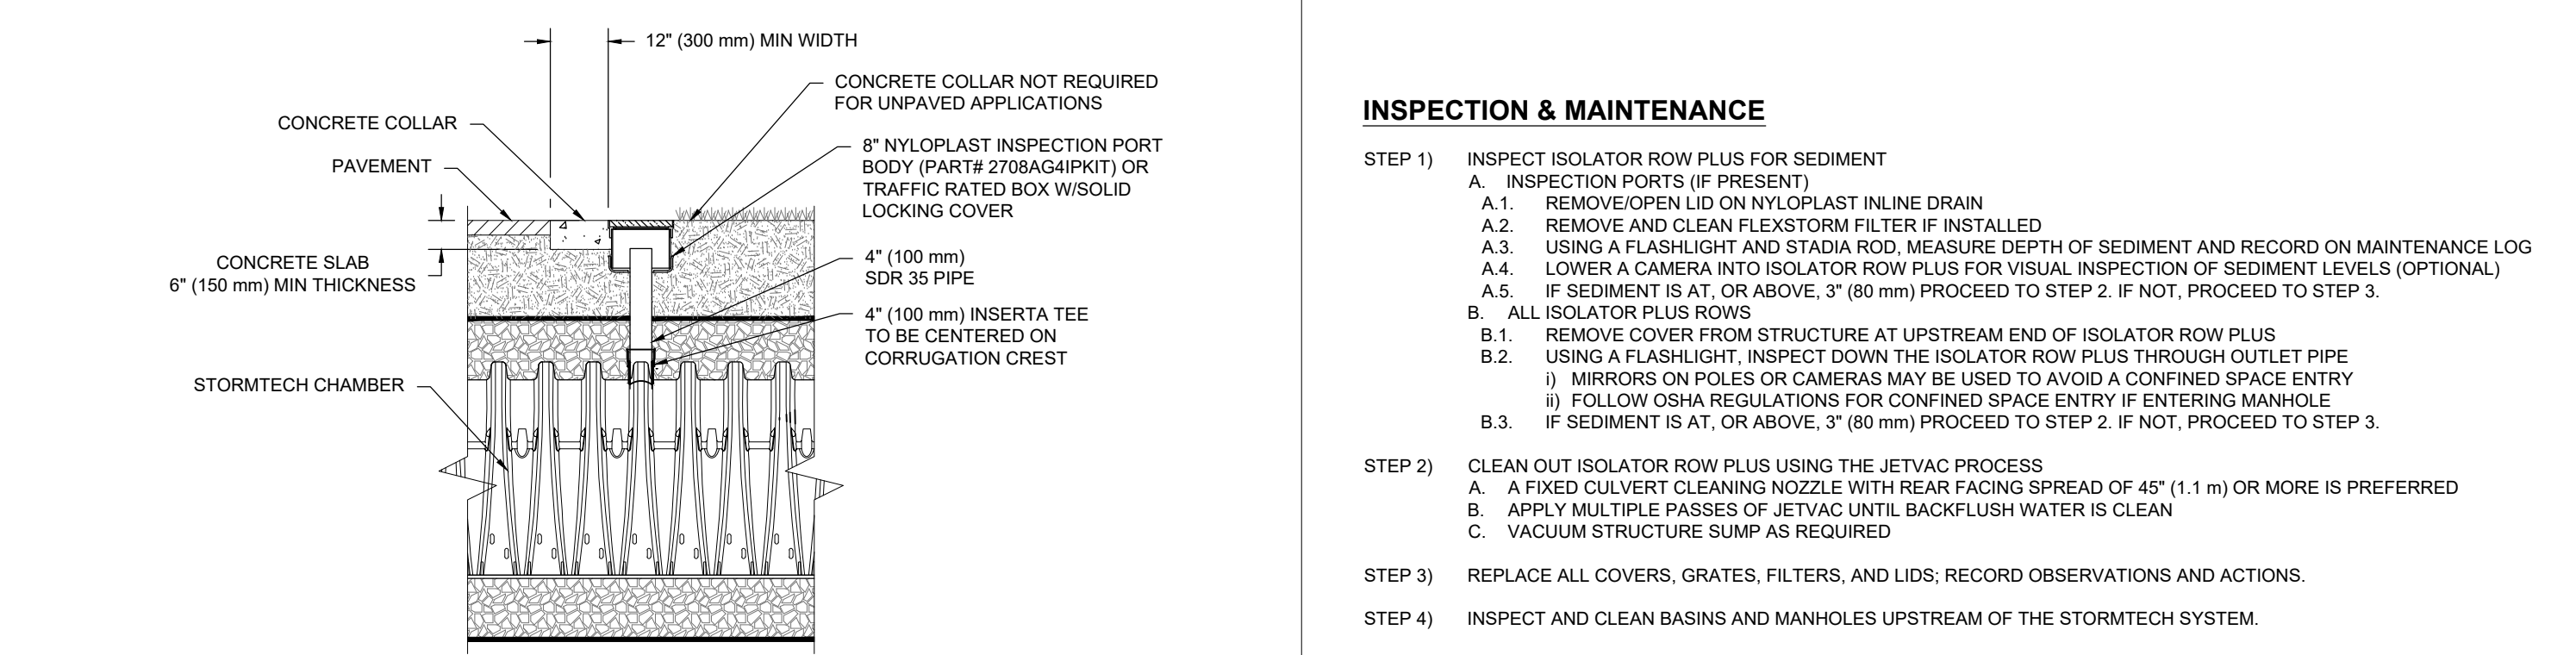 12" (300 mm) MIN WIDTH
CONCRETE COLLAR NOT REQUIRED
FOR UNPAVED APPLICATIONS
CONCRETE COLLAR
PAVEMENT
8" NYLOPLAST INSPECTION PORT
BODY (PART# 2708AG4IPKIT) OR
TRAFFIC RATED BOX W/SOLID
LOCKING COVER
CONCRETE SLAB
6" (150 mm) MIN THICKNESS
4" (100 mm)
SDR 35 PIPE
4" (100 mm) INSERTA TEE
TO BE CENTERED ON
CORRUGATION CREST
STORMTECH CHAMBER
INSPECTION & MAINTENANCE
STEP 1) INSPECT ISOLATOR ROW PLUS FOR SEDIMENT
A. INSPECTION PORTS (IF PRESENT)
A.1. REMOVE/OPEN LID ON NYLOPLAST INLINE DRAIN
A.2. REMOVE AND CLEAN FLEXSTORM FILTER IF INSTALLED
A.3. USING A FLASHLIGHT AND STADIA ROD, MEASURE DEPTH OF SEDIMENT AND RECORD ON MAINTENANCE LOG
A.4. LOWER A CAMERA INTO ISOLATOR ROW PLUS FOR VISUAL INSPECTION OF SEDIMENT LEVELS (OPTIONAL)
A.5. IF SEDIMENT IS AT, OR ABOVE, 3" (80 mm) PROCEED TO STEP 2. IF NOT, PROCEED TO STEP 3.
B. ALL ISOLATOR PLUS ROWS
B.1. REMOVE COVER FROM STRUCTURE AT UPSTREAM END OF ISOLATOR ROW PLUS
B.2. USING A FLASHLIGHT, INSPECT DOWN THE ISOLATOR ROW PLUS THROUGH OUTLET PIPE
i) MIRRORS ON POLES OR CAMERAS MAY BE USED TO AVOID A CONFINED SPACE ENTRY
ii) FOLLOW OSHA REGULATIONS FOR CONFINED SPACE ENTRY IF ENTERING MANHOLE
B.3. IF SEDIMENT IS AT, OR ABOVE, 3" (80 mm) PROCEED TO STEP 2. IF NOT, PROCEED TO STEP 3.
STEP 2) CLEAN OUT ISOLATOR ROW PLUS USING THE JETVAC PROCESS
A. A FIXED CULVERT CLEANING NOZZLE WITH REAR FACING SPREAD OF 45" (1.1 m) OR MORE IS PREFERRED
B. APPLY MULTIPLE PASSES OF JETVAC UNTIL BACKFLUSH WATER IS CLEAN
C. VACUUM STRUCTURE SUMP AS REQUIRED
STEP 3) REPLACE ALL COVERS, GRATES, FILTERS, AND LIDS; RECORD OBSERVATIONS AND ACTIONS.
STEP 4) INSPECT AND CLEAN BASINS AND MANHOLES UPSTREAM OF THE STORMTECH SYSTEM.